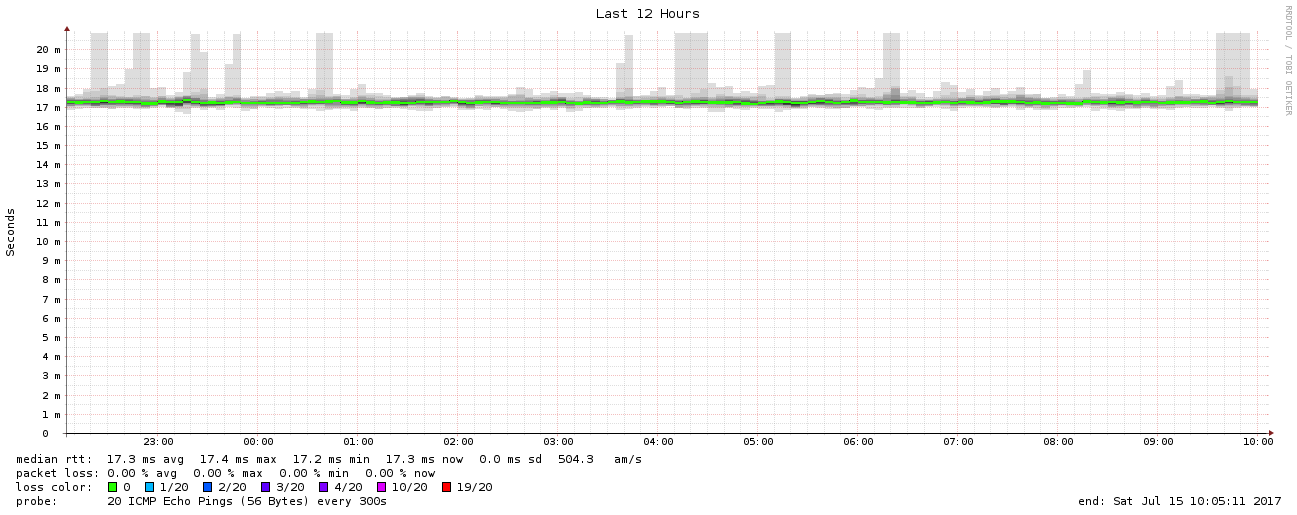 Last 12 Hours
RRDTOOL / TOBI OETIKER
Seconds
20 m
19 m
18 m
17 m
16 m
15 m
14 m
13 m
12 m
11 m
10 m
9 m
8 m
7 m
6 m
5 m
4 m
3 m
2 m
1 m
0
23:00 00:00 01:00 02:00 03:00 04:00 05:00 06:00 07:00 08:00 09:00 10:00
median rtt: 17.3 ms avg 17.4 ms max 17.2 ms min 17.3 ms now 0.0 ms sd 504.3 am/s
packet loss: 0.00 % avg 0.00 % max 0.00 % min 0.00 % now
loss color: 0 1/20 2/20 3/20 4/20 10/20 19/20
probe: 20 ICMP Echo Pings (56 Bytes) every 300s end: Sat Jul 15 10:05:11 2017